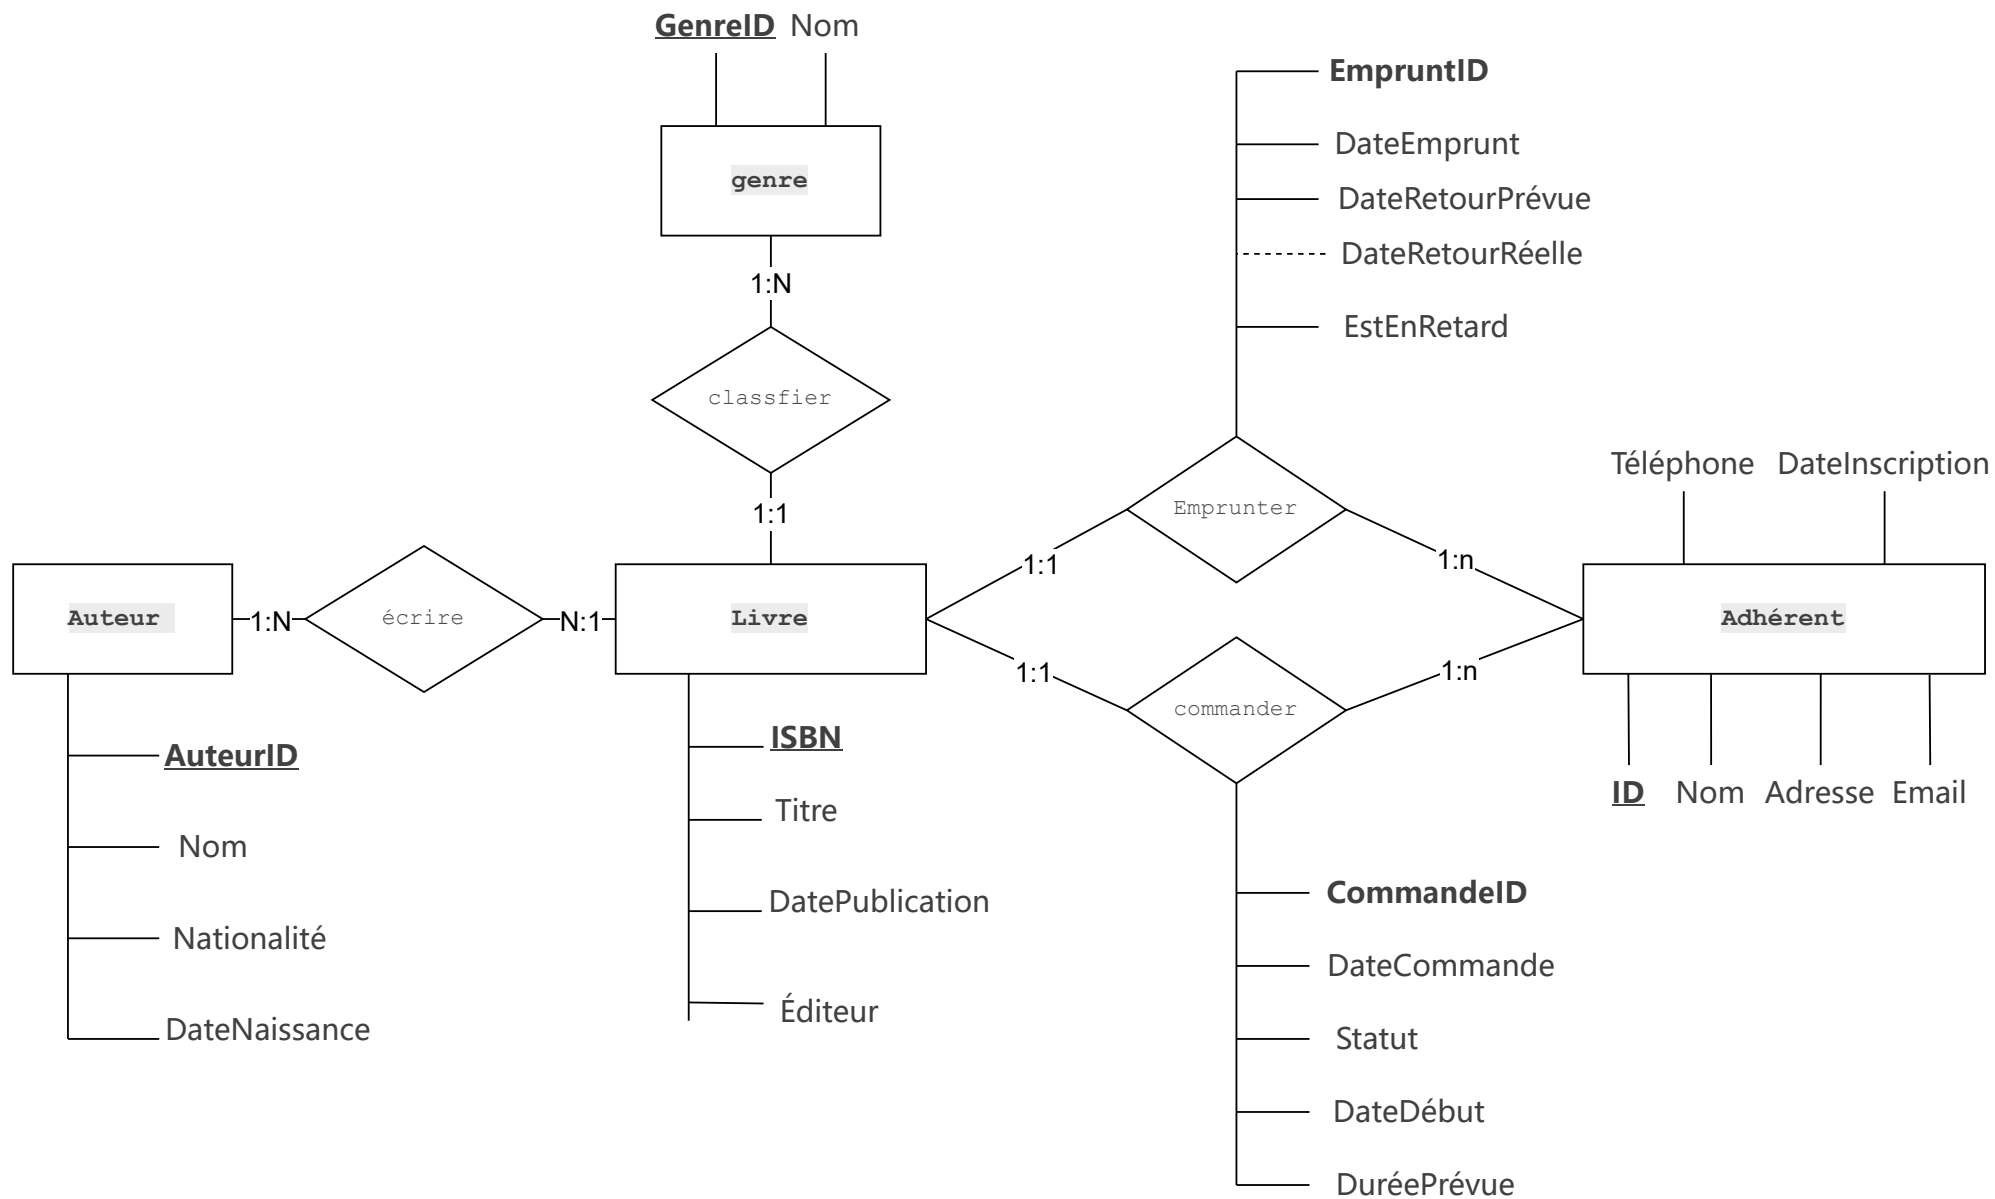 GenreID Nom
EmpruntID
DateEmprunt
genre
DateRetourPrévue
DateRetourRéelle
1:N
EstEnRetard
classfier
Téléphone DateInscription
1:1
Emprunter
1:1
1:n
Auteur
1:N
écrire
N:1
Livre
Adhérent
1:1
1:n
commander
AuteurID
ISBN
ID Nom Adresse Email
Nom
Titre
CommandeID
Nationalité
DatePublication
DateCommande
DateNaissance
Éditeur
Statut
DateDébut
DuréePrévue